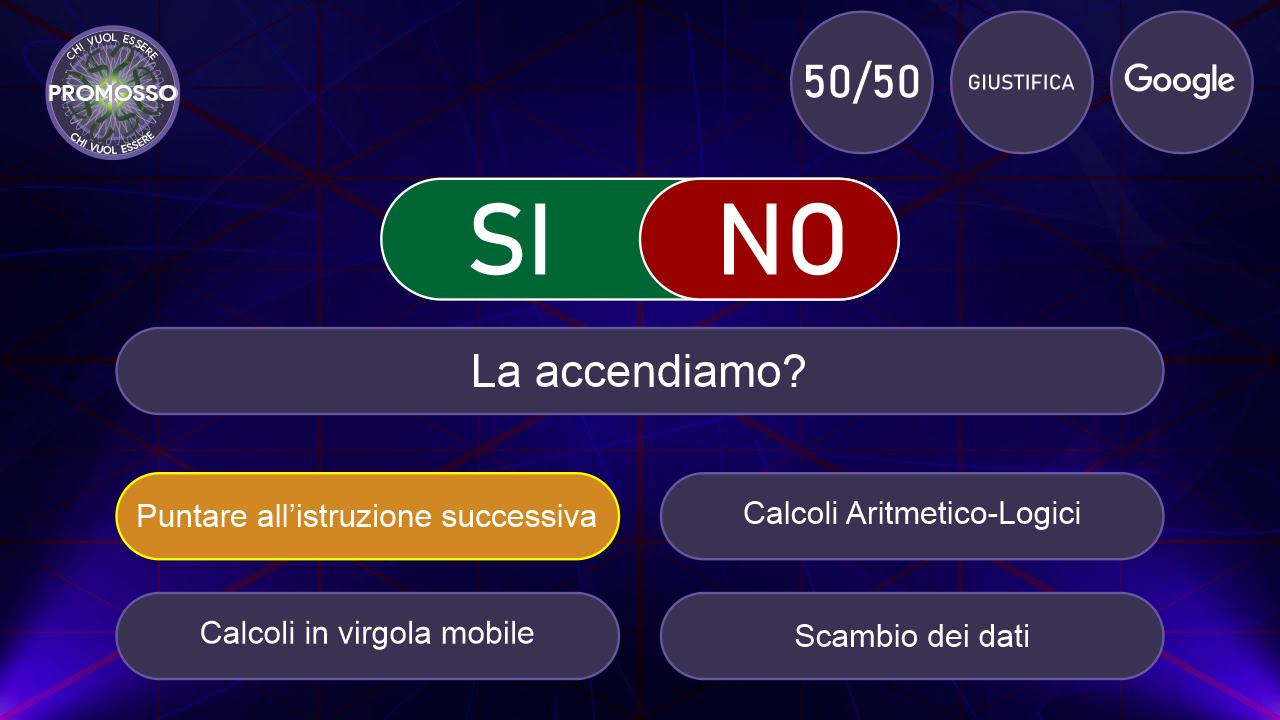 CHI VUOL ESSERE
PROMOSSO
CHI VUOL ESSERE
50/50
GIUSTIFICA
Google
SI
NO
La accendiamo?
Puntare all’istruzione successiva
Calcoli Aritmetico-Logici
Calcoli in virgola mobile
Scambio dei dati